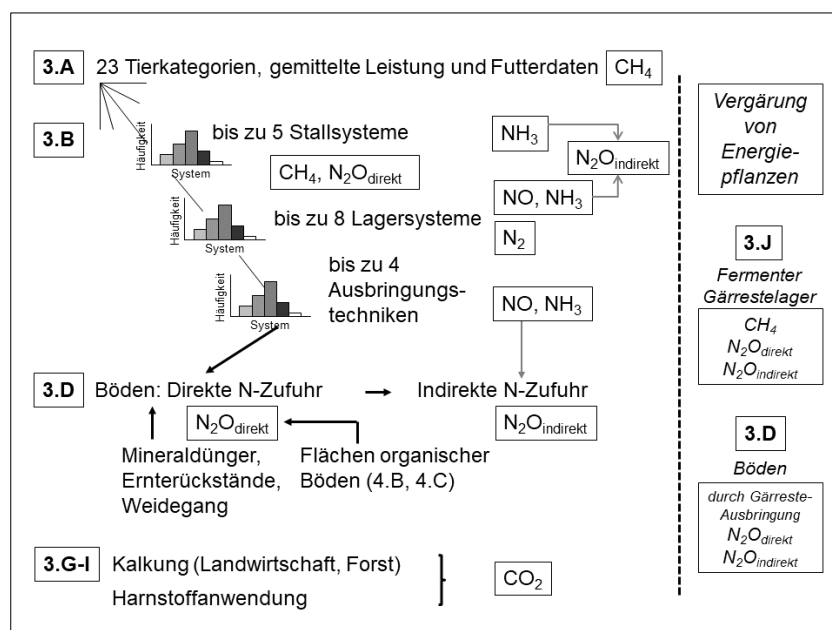 3.A 23 Tierkategorien, gemittelte Leistung und Futterdaten CH₄
3.B
Häufigkeit
System
bis zu 5 Stallsysteme
CH₄, N₂Odirekt
NH₃
N₂Oindirekt
NO, NH₃
Häufigkeit
System
bis zu 8 Lagersysteme
N₂
Häufigkeit
System
bis zu 4
Ausbringungs-
techniken
NO, NH₃
3.D Böden: Direkte N-Zufuhr Indirekte N-Zufuhr
N₂Odirekt N₂Oindirekt
Mineraldünger,
Ernterückstände,
Weidegang
Flächen organischer
Böden (4.B, 4.C)
3.G-I Kalkung (Landwirtschaft, Forst)
Harnstoffanwendung
CO₂
Vergärung
von
Energie-
pflanzen
3.J
Fermenter
Gärrestelager
CH₄
N₂Odirekt
N₂Oindirekt
3.D
Böden
durch Gärreste-
Ausbringung
N₂Odirekt
N₂Oindirekt